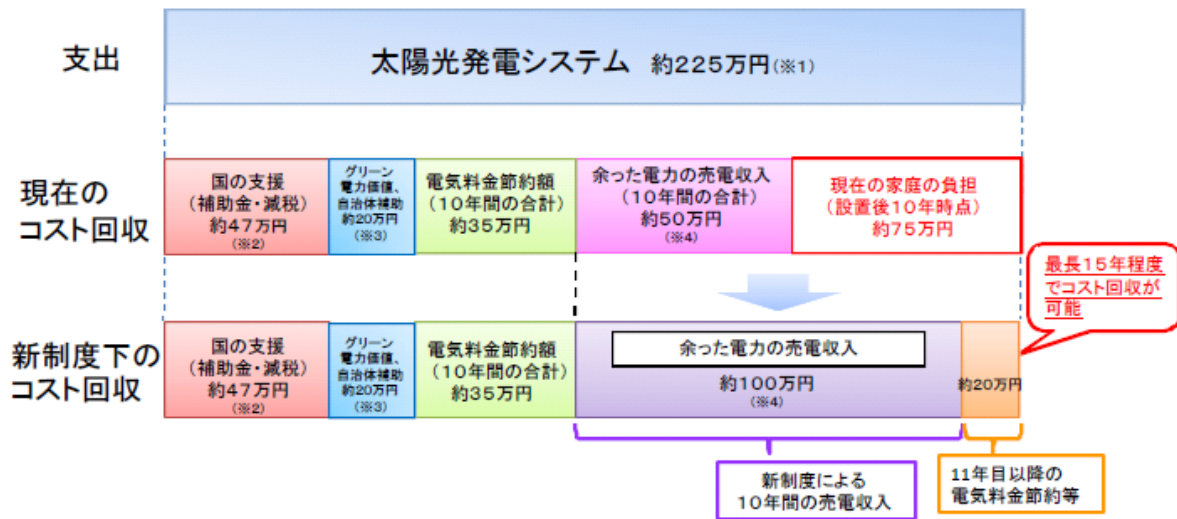 支出
太陽光発電システム 約225万円(※1)
現在の
コスト回収
国の支援
(補助金・減税)
約47万円
(※2)
グリーン
電力価値、
自治体補助
約20万円
(※3)
電気料金節約額
(10年間の合計)
約35万円
余った電力の売電収入
(10年間の合計)
約50万円
(※4)
現在の家庭の負担
(設置後10年時点)
約75万円
最長15年程度
でコスト回収が
可能
新制度下の
コスト回収
国の支援
(補助金・減税)
約47万円
(※2)
グリーン
電力価値、
自治体補助
約20万円
(※3)
電気料金節約額
(10年間の合計)
約35万円
余った電力の売電収入
約100万円
(※4)
約20万円
新制度による
10年間の売電収入
11年目以降の
電気料金節約等